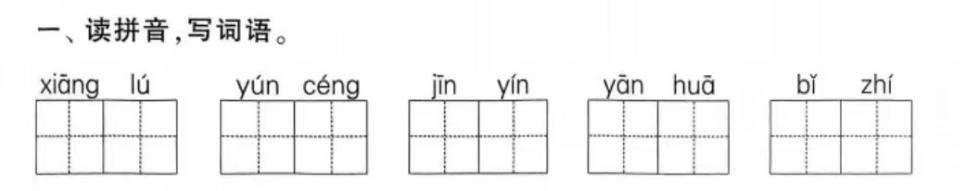 一、读拼音,写词语。
xiāng lú yún céng jīn yín yān huā bǐ zhí